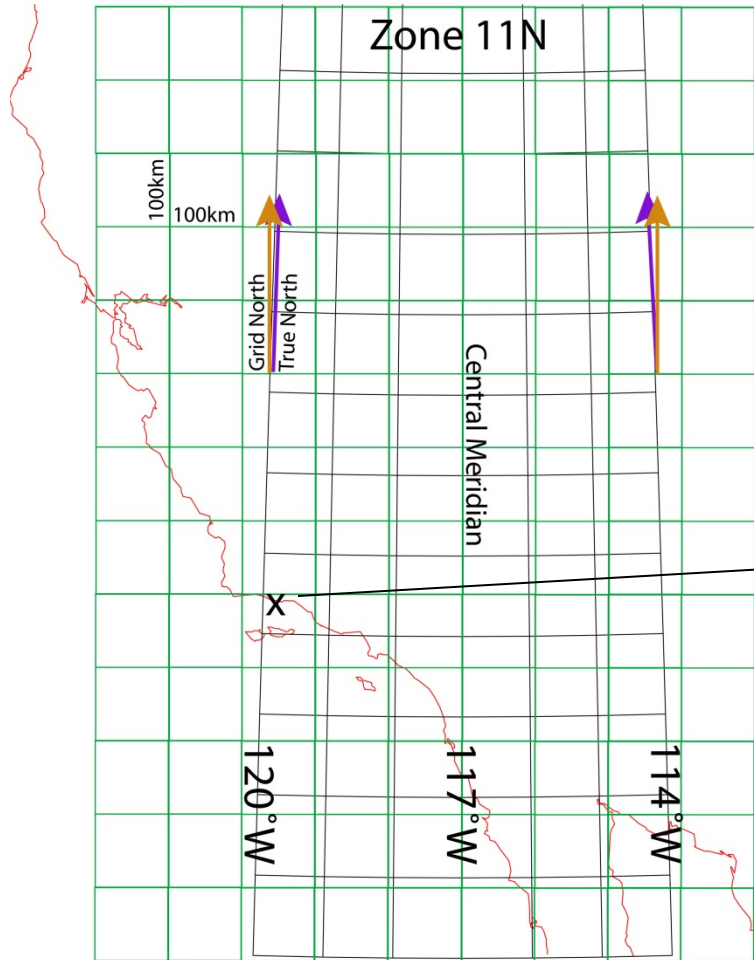 Zone 11N
100km
100km
Grid North
True North
Central Meridian
x
120°W
117°W
114°W